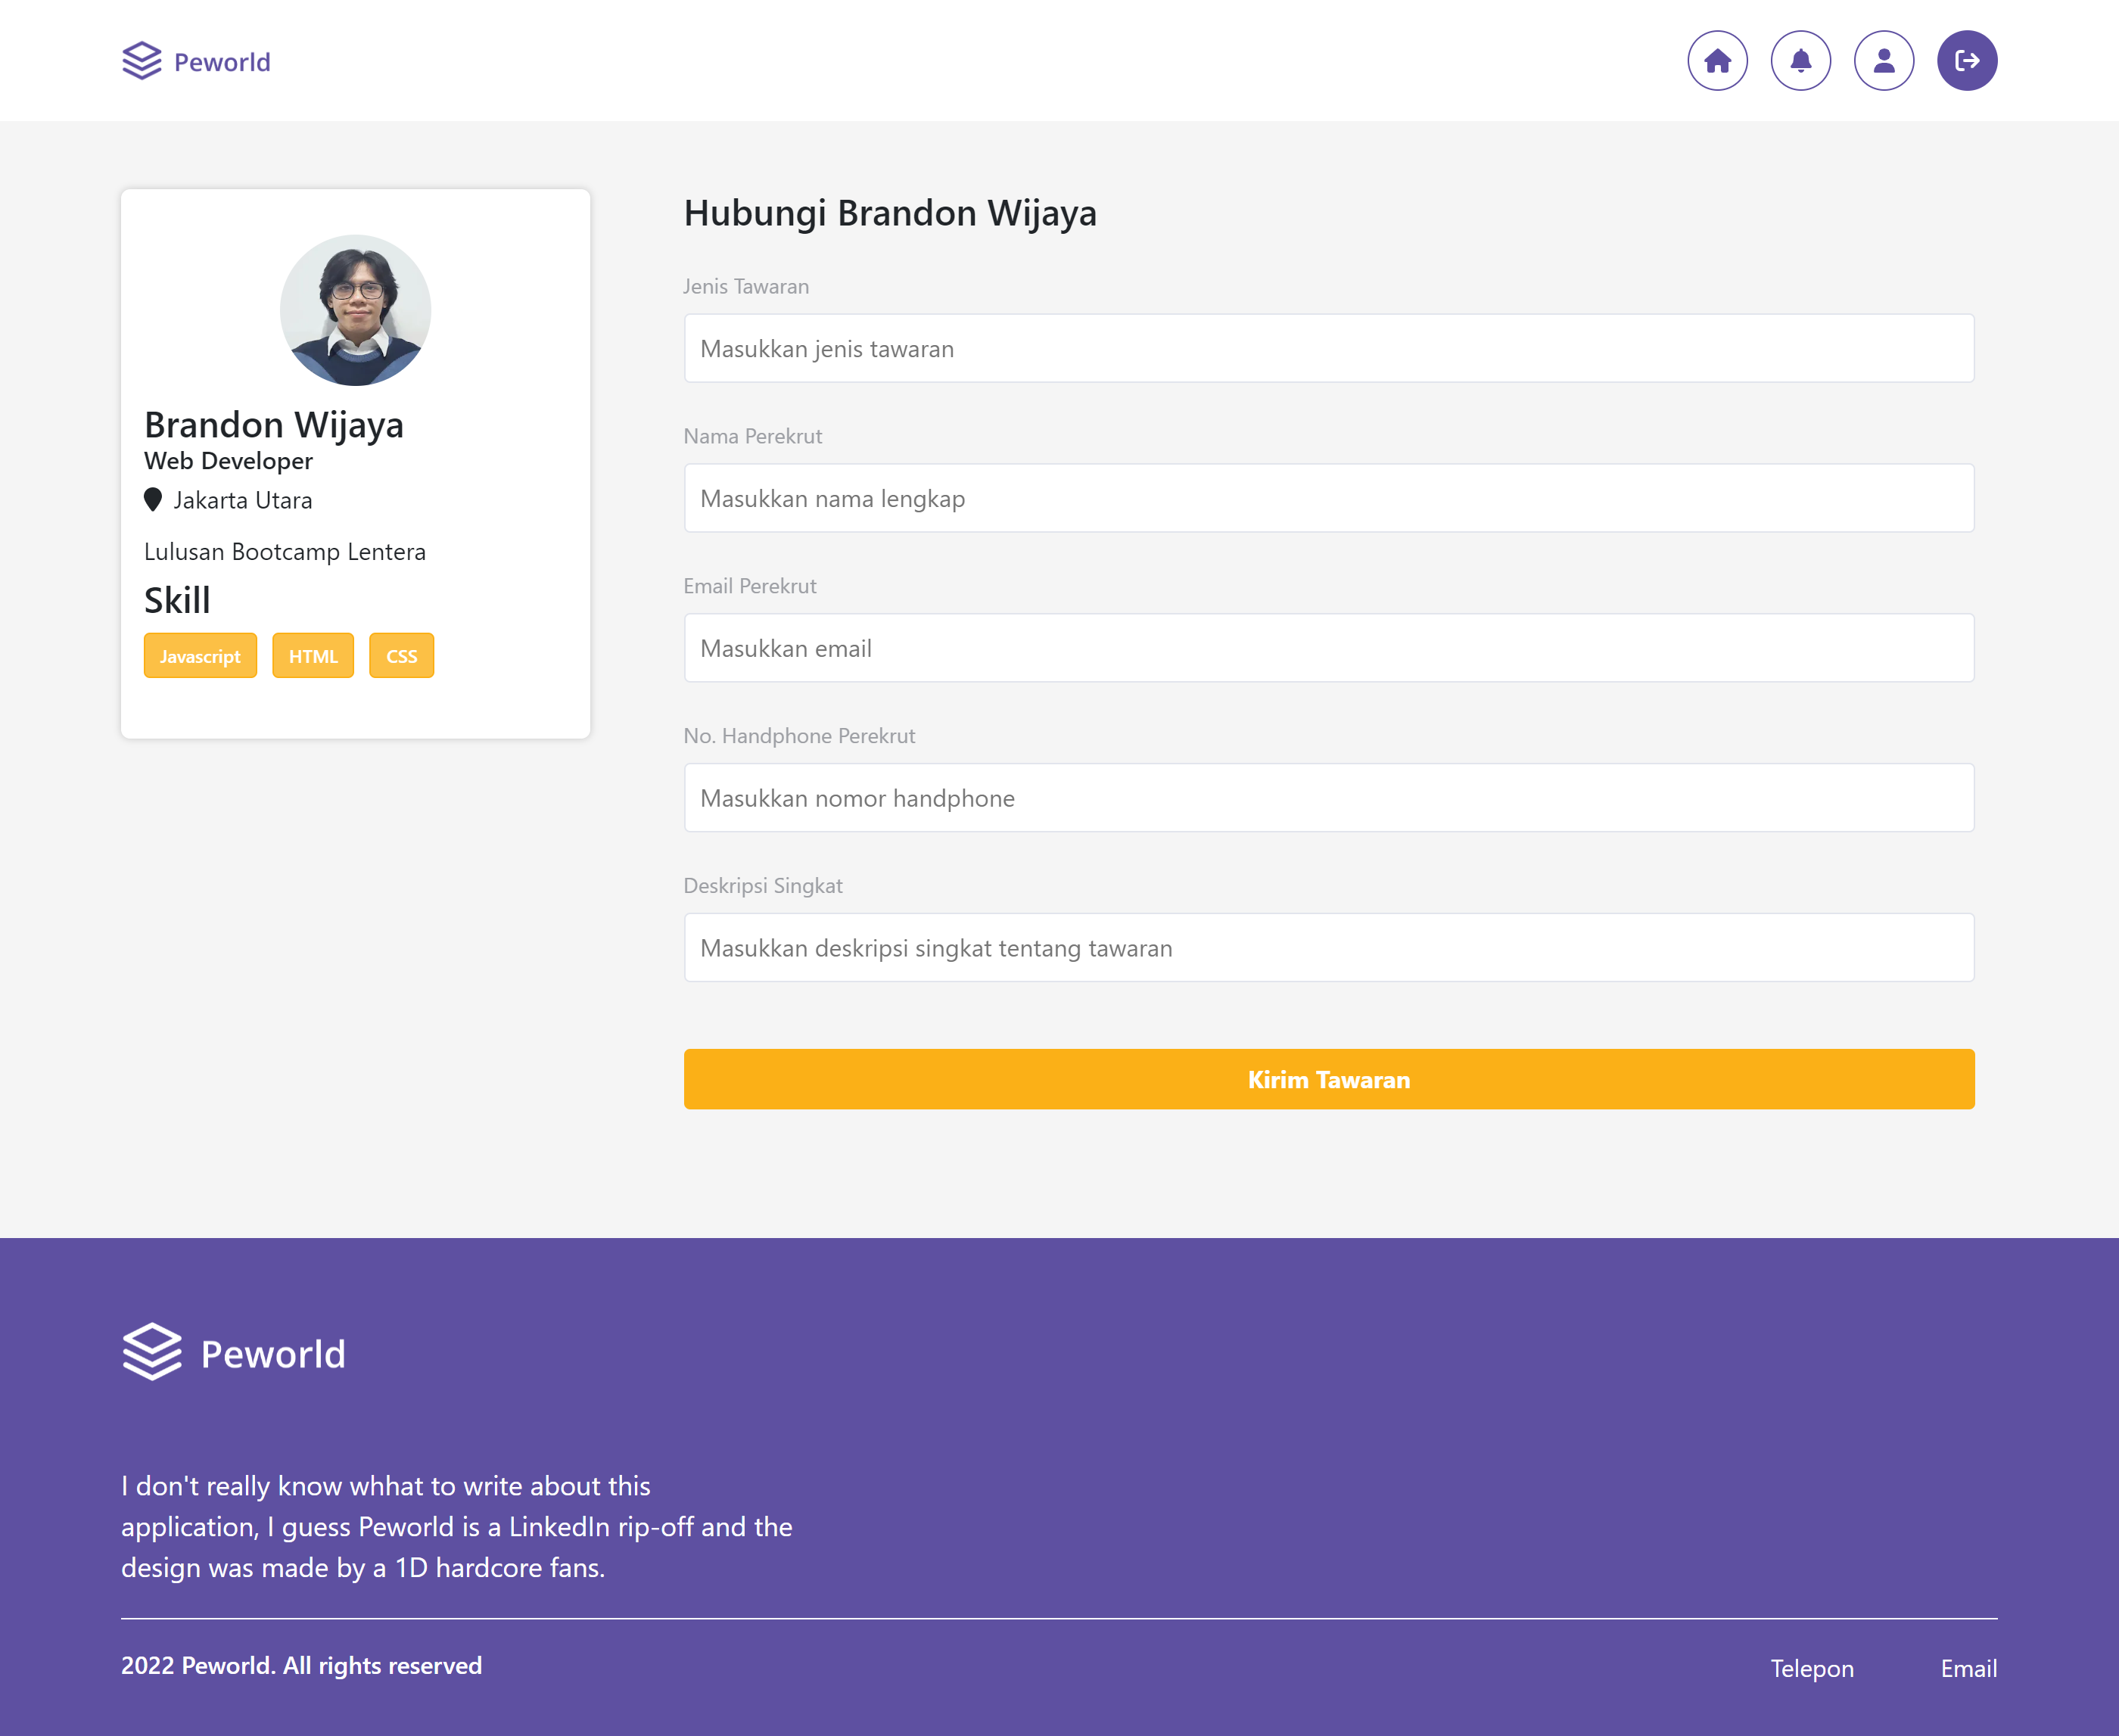 Peworld
Brandon Wijaya
Web Developer
Jakarta Utara
Lulusan Bootcamp Lentera
Skill
Javascript HTML CSS
Hubungi Brandon Wijaya
Jenis Tawaran
Masukkan jenis tawaran
Nama Perekrut
Masukkan nama lengkap
Email Perekrut
Masukkan email
No. Handphone Perekrut
Masukkan nomor handphone
Deskripsi Singkat
Masukkan deskripsi singkat tentang tawaran
Kirim Tawaran
Peworld
I don't really know whhat to write about this
application, I guess Peworld is a LinkedIn rip-off and the
design was made by a 1D hardcore fans.
2022 Peworld. All rights reserved
Telepon Email